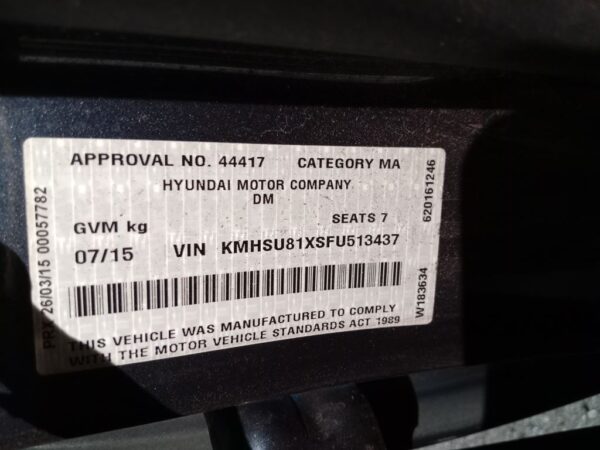 APPROVAL NO. 44417 CATEGORY MA
HYUNDAI MOTOR COMPANY
DM
GVM kg
SEATS 7
07/15 VIN KMHSU81XSFU513437
THIS VEHICLE WAS MANUFACTURED TO COMPLY
WITH THE MOTOR VEHICLE STANDARDS ACT 1989
26/03/15 00057782
620161246
W183634